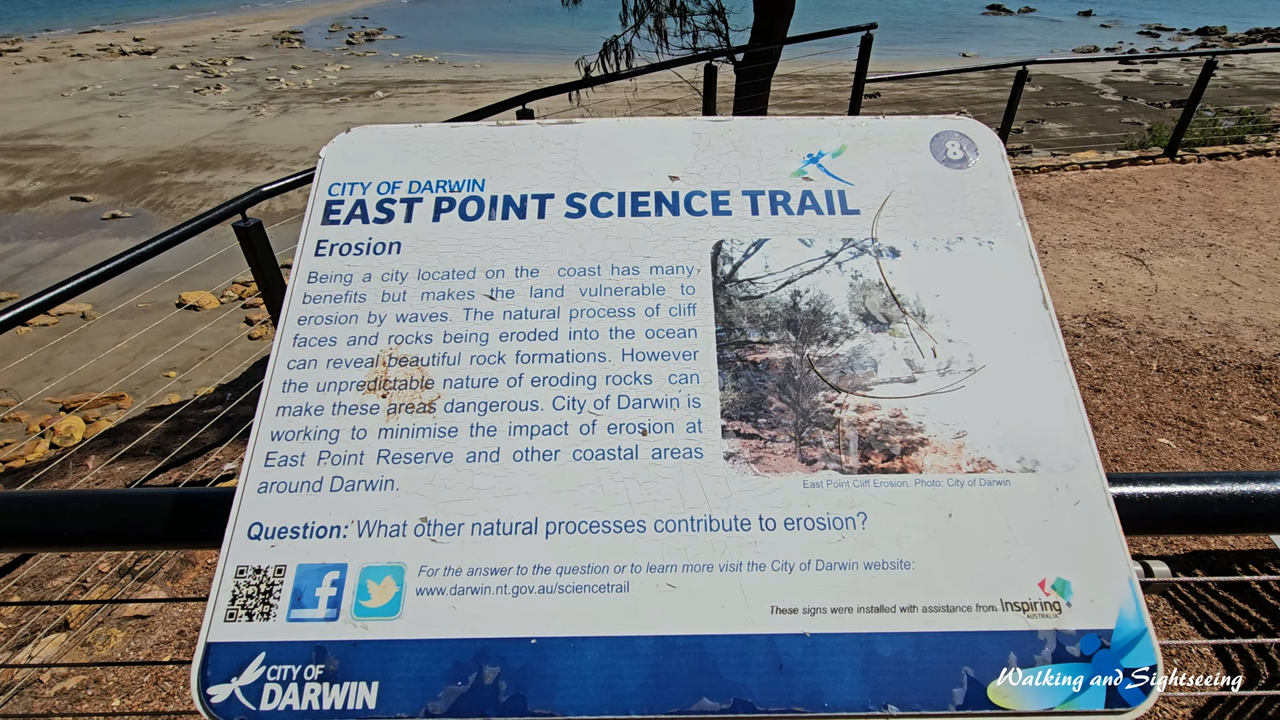 8
CITY OF DARWIN
EAST POINT SCIENCE TRAIL
Erosion
Being a city located on the coast has many
benefits but makes the land vulnerable to
erosion by waves. The natural process of cliff
faces and rocks being eroded into the ocean
can reveal beautiful rock formations. However
the unpredictable nature of eroding rocks can
make these areas dangerous. City of Darwin is
working to minimise the impact of erosion at
East Point Reserve and other coastal areas
around Darwin.
East Point Cliff Erosion. Photo: City of Darwin
Question: What other natural processes contribute to erosion?
For the answer to the question or to learn more visit the City of Darwin website:
www.darwin.nt.gov.au/sciencetrail
These signs were installed with assistance from Inspiring
AUSTRALIA
CITY OF
DARWIN
Walking and Sightseeing